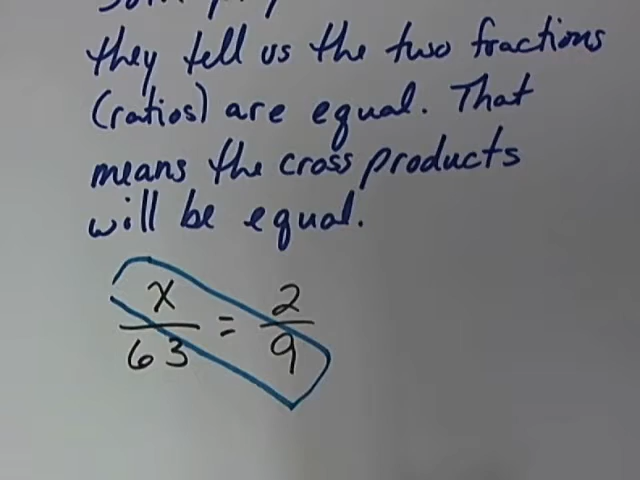 they tell us the two fractions
(ratios) are equal. That
means the cross products
will be equal.
x/63 = 2/9